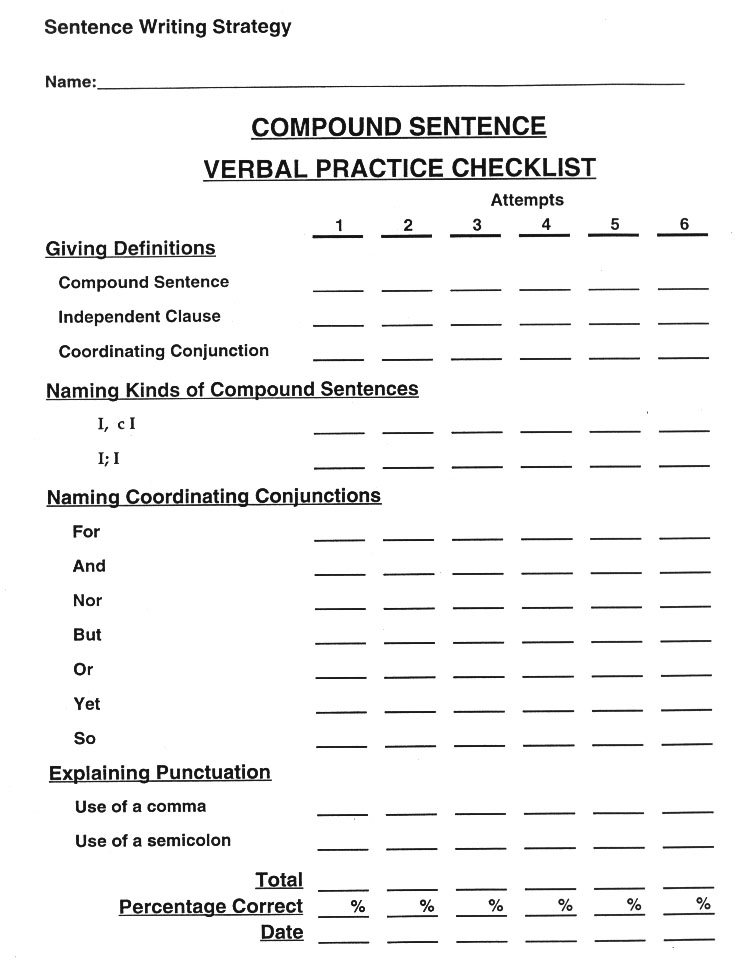 Sentence Writing Strategy
Name:
COMPOUND SENTENCE
VERBAL PRACTICE CHECKLIST
Attempts
1 2 3 4 5 6
Giving Definitions
Compound Sentence
Independent Clause
Coordinating Conjunction
Naming Kinds of Compound Sentences
I, c I
I; I
Naming Coordinating Conjunctions
For
And
Nor
But
Or
Yet
So
Explaining Punctuation
Use of a comma
Use of a semicolon
Total
Percentage Correct % % % % % %
Date